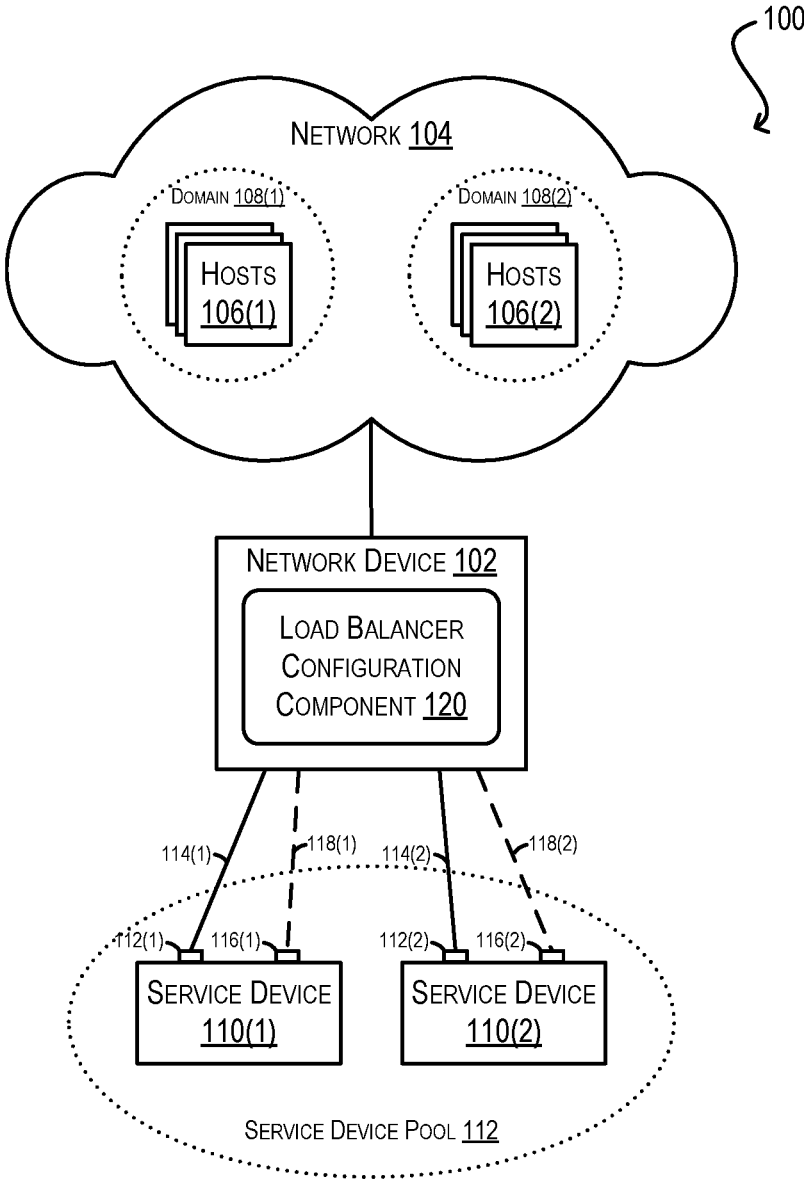 100
NETWORK 104
DOMAIN 108(1)
DOMAIN 108(2)
HOSTS
106(1)
HOSTS
106(2)
NETWORK DEVICE 102
LOAD BALANCER
CONFIGURATION
COMPONENT 120
114(1)
118(1)
114(2)
118(2)
112(1)
116(1)
112(2)
116(2)
SERVICE DEVICE
110(1)
SERVICE DEVICE
110(2)
SERVICE DEVICE POOL 112